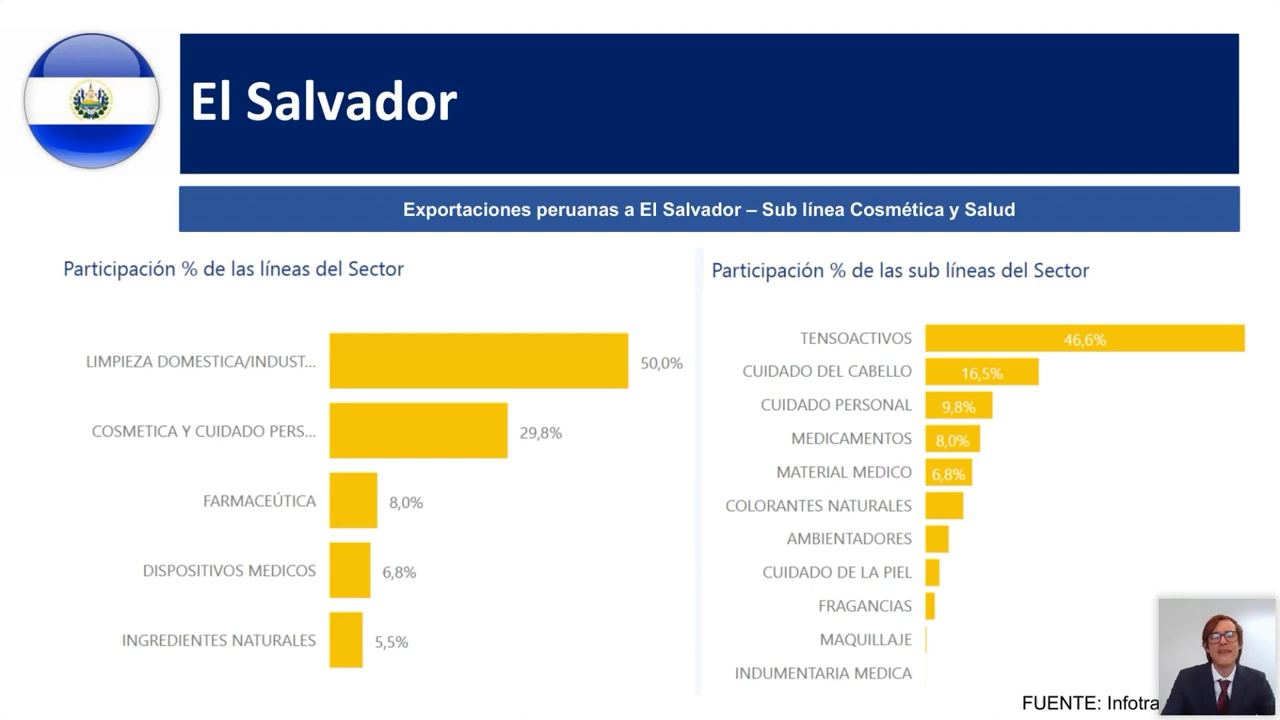 El Salvador
Exportaciones peruanas a El Salvador – Sub línea Cosmética y Salud
Participación % de las líneas del Sector
LIMPIEZA DOMESTICA/INDUST... 50,0%
COSMETICA Y CUIDADO PERS... 29,8%
FARMACEÚTICA 8,0%
DISPOSITIVOS MEDICOS 6,8%
INGREDIENTES NATURALES 5,5%
Participación % de las sub líneas del Sector
TENSOACTIVOS 46,6%
CUIDADO DEL CABELLO 16,5%
CUIDADO PERSONAL 9,8%
MEDICAMENTOS 8,0%
MATERIAL MEDICO 6,8%
COLORANTES NATURALES
AMBIENTADORES
CUIDADO DE LA PIEL
FRAGANCIAS
MAQUILLAJE
INDUMENTARIA MEDICA
FUENTE: Infotra